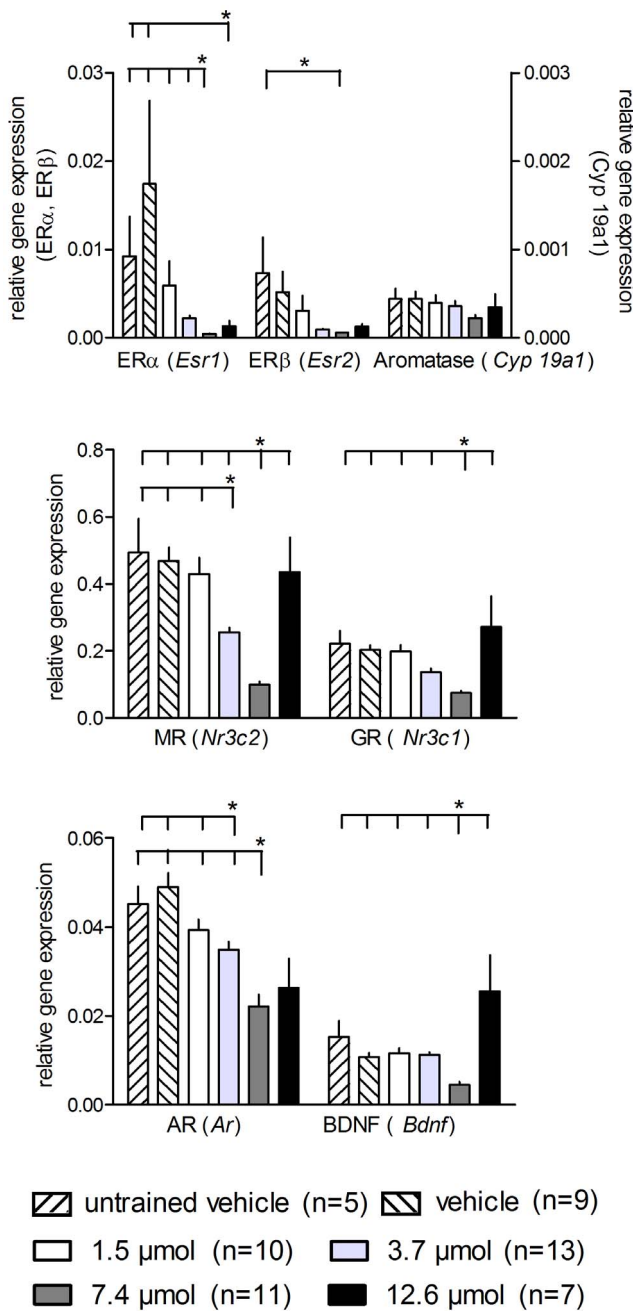 *
*
*
0.03
0.02
0.01
0.00
relative gene expression
(ERα, ERβ)
0.003
0.002
0.001
0.000
relative gene expression
(Cyp 19a1)
ERα (Esr1) ERβ (Esr2) Aromatase ( Cyp 19a1)
*
*
*
0.8
0.6
0.4
0.2
0.0
relative gene expression
MR (Nr3c2) GR ( Nr3c1)
*
*
*
0.06
0.04
0.02
0.00
relative gene expression
AR (Ar) BDNF ( Bdnf)
untrained vehicle (n=5) vehicle (n=9)
1.5 µmol (n=10) 3.7 µmol (n=13)
7.4 µmol (n=11) 12.6 µmol (n=7)